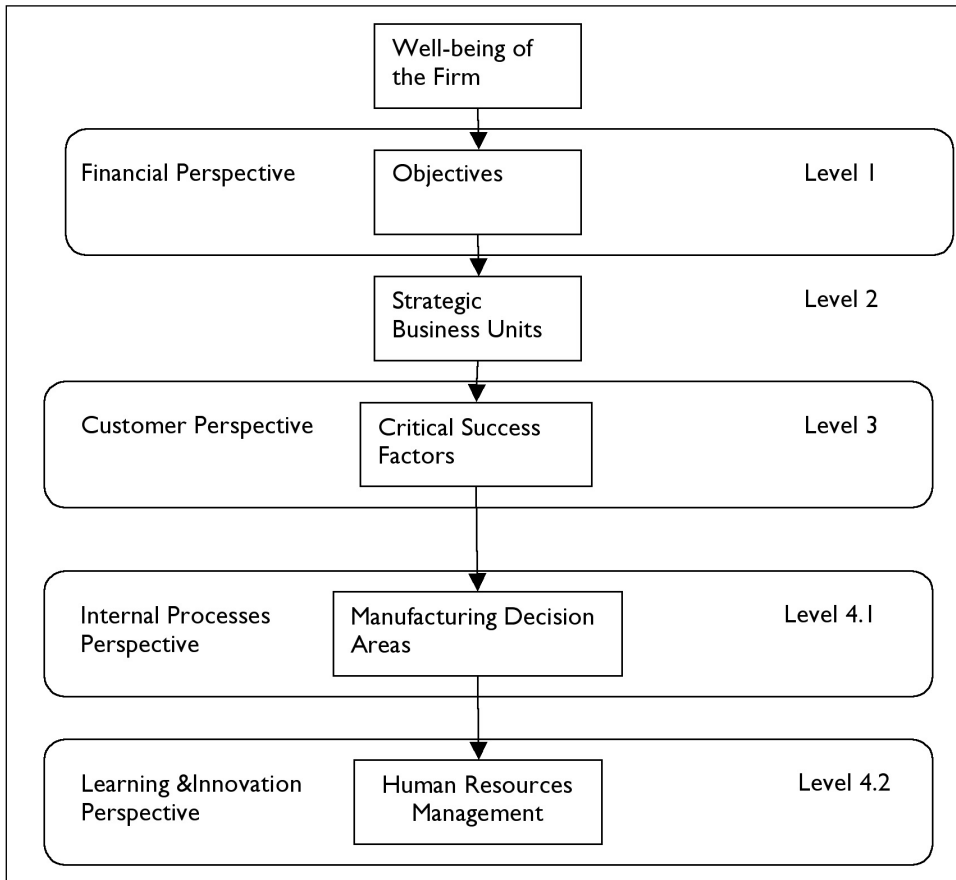 Well-being of
the Firm
Financial Perspective
Objectives
Level 1
Strategic
Business Units
Level 2
Customer Perspective
Critical Success
Factors
Level 3
Internal Processes
Perspective
Manufacturing Decision
Areas
Level 4.1
Learning &Innovation
Perspective
Human Resources
Management
Level 4.2